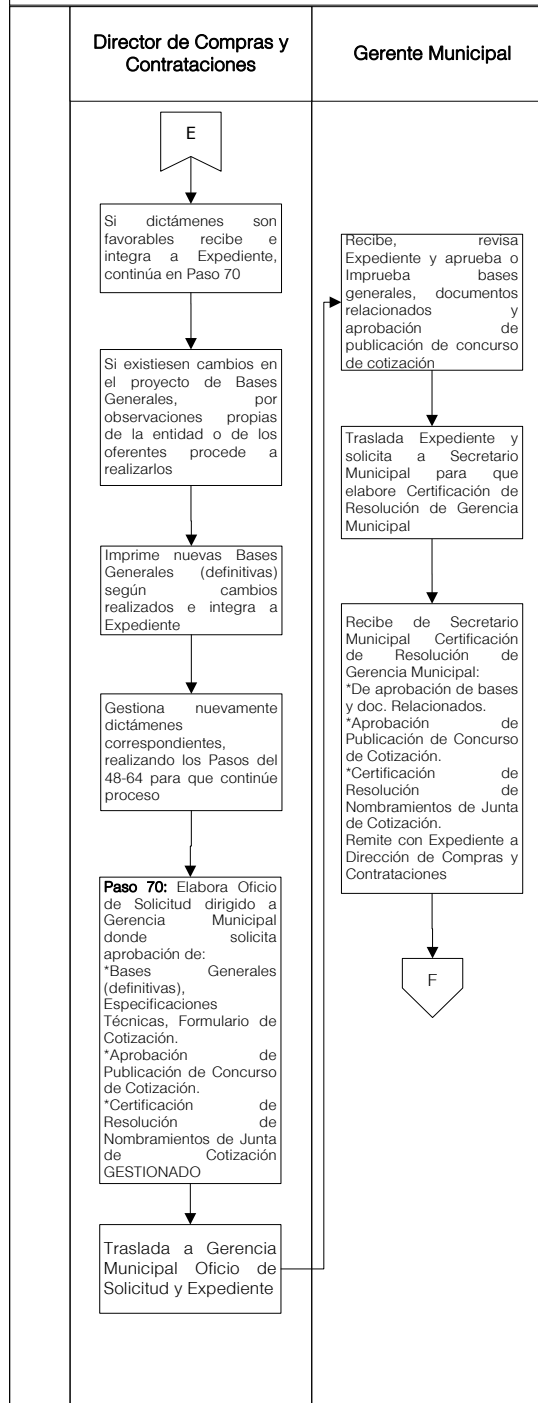 Director de Compras y
Contrataciones
Gerente Municipal
E
Si dictámenes son
favorables recibe e
integra a Expediente,
continúa en Paso 70
Si existiesen cambios en
el proyecto de Bases
Generales, por
observaciones propias
de la entidad o de los
oferentes procede a
realizarlos
Imprime nuevas Bases
Generales (definitivas)
según cambios
realizados e integra a
Expediente
Gestiona nuevamente
dictámenes
correspondientes,
realizando los Pasos del
48-64 para que continúe
proceso
Paso 70: Elabora Oficio
de Solicitud dirigido a
Gerencia Municipal
donde solicita
aprobación de:
*Bases Generales
(definitivas),
Especificaciones
Técnicas, Formulario de
Cotización.
*Aprobación de
Publicación de Concurso
de Cotización.
*Certificación de
Resolución de
Nombramientos de Junta
de Cotización
GESTIONADO
Traslada a Gerencia
Municipal Oficio de
Solicitud y Expediente
Recibe, revisa
Expediente y aprueba o
Imprueba bases
generales, documentos
relacionados y
aprobación de
publicación de concurso
de cotización
Traslada Expediente y
solicita a Secretario
Municipal para que
elabore Certificación de
Resolución de Gerencia
Municipal
Recibe de Secretario
Municipal Certificación
de Resolución de
Gerencia Municipal:
*De aprobación de bases
y doc. Relacionados.
*Aprobación de
Publicación de Concurso
de Cotización.
*Certificación de
Resolución de
Nombramientos de Junta
de Cotización.
Remite con Expediente a
Dirección de Compras y
Contrataciones
F